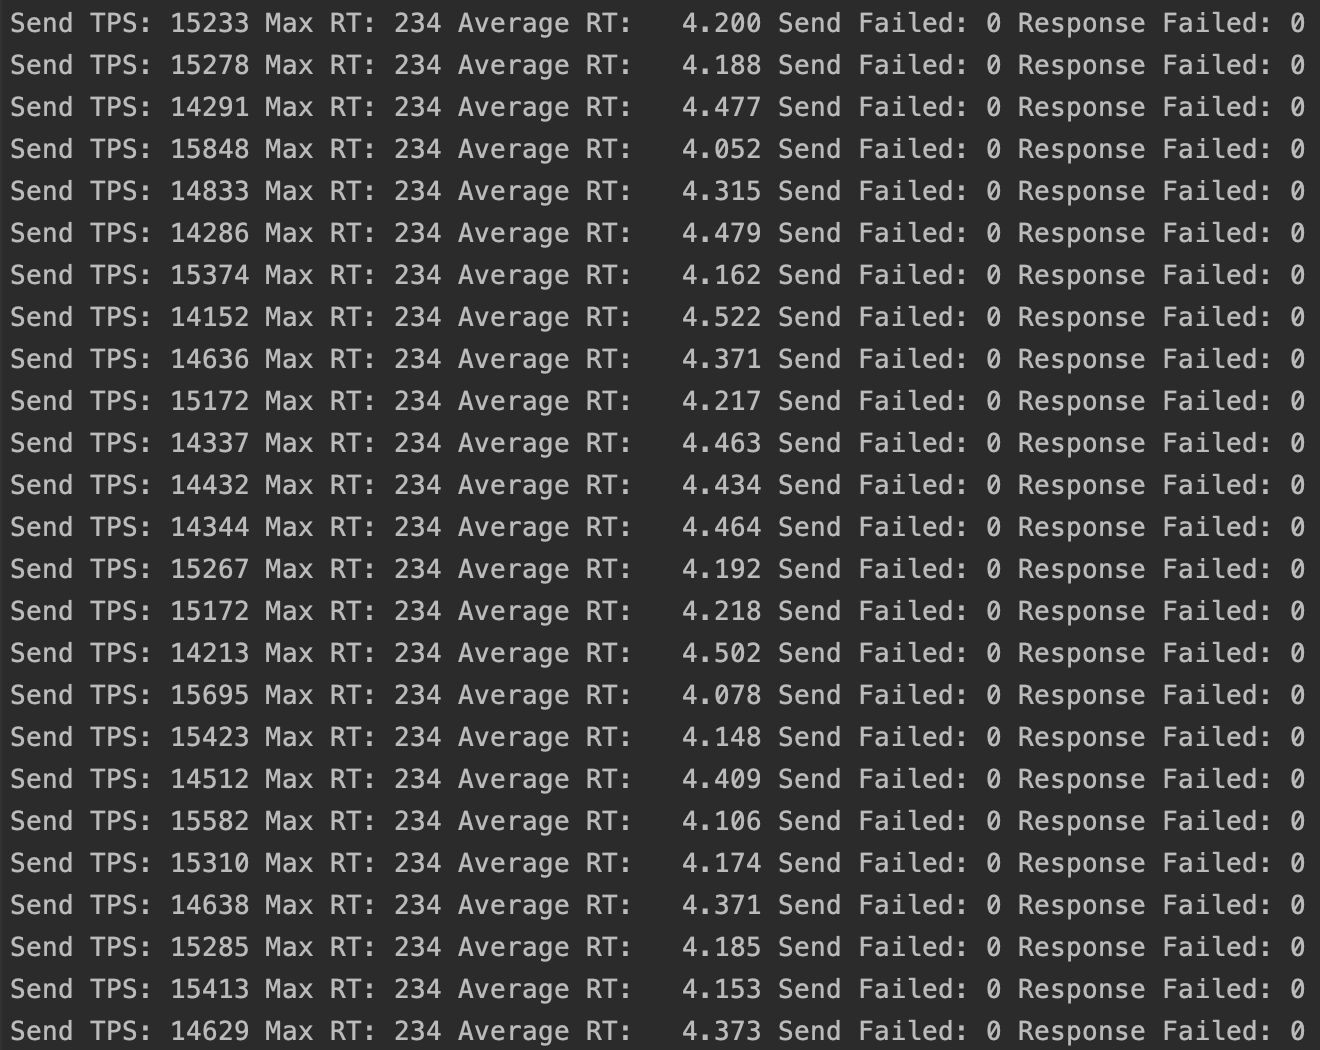 Send TPS: 15233 Max RT: 234 Average RT:   4.200 Send Failed: 0 Response Failed: 0
Send TPS: 15278 Max RT: 234 Average RT:   4.188 Send Failed: 0 Response Failed: 0
Send TPS: 14291 Max RT: 234 Average RT:   4.477 Send Failed: 0 Response Failed: 0
Send TPS: 15848 Max RT: 234 Average RT:   4.052 Send Failed: 0 Response Failed: 0
Send TPS: 14833 Max RT: 234 Average RT:   4.315 Send Failed: 0 Response Failed: 0
Send TPS: 14286 Max RT: 234 Average RT:   4.479 Send Failed: 0 Response Failed: 0
Send TPS: 15374 Max RT: 234 Average RT:   4.162 Send Failed: 0 Response Failed: 0
Send TPS: 14152 Max RT: 234 Average RT:   4.522 Send Failed: 0 Response Failed: 0
Send TPS: 14636 Max RT: 234 Average RT:   4.371 Send Failed: 0 Response Failed: 0
Send TPS: 15172 Max RT: 234 Average RT:   4.217 Send Failed: 0 Response Failed: 0
Send TPS: 14337 Max RT: 234 Average RT:   4.463 Send Failed: 0 Response Failed: 0
Send TPS: 14432 Max RT: 234 Average RT:   4.434 Send Failed: 0 Response Failed: 0
Send TPS: 14344 Max RT: 234 Average RT:   4.464 Send Failed: 0 Response Failed: 0
Send TPS: 15267 Max RT: 234 Average RT:   4.192 Send Failed: 0 Response Failed: 0
Send TPS: 15172 Max RT: 234 Average RT:   4.218 Send Failed: 0 Response Failed: 0
Send TPS: 14213 Max RT: 234 Average RT:   4.502 Send Failed: 0 Response Failed: 0
Send TPS: 15695 Max RT: 234 Average RT:   4.078 Send Failed: 0 Response Failed: 0
Send TPS: 15423 Max RT: 234 Average RT:   4.148 Send Failed: 0 Response Failed: 0
Send TPS: 14512 Max RT: 234 Average RT:   4.409 Send Failed: 0 Response Failed: 0
Send TPS: 15582 Max RT: 234 Average RT:   4.106 Send Failed: 0 Response Failed: 0
Send TPS: 15310 Max RT: 234 Average RT:   4.174 Send Failed: 0 Response Failed: 0
Send TPS: 14638 Max RT: 234 Average RT:   4.371 Send Failed: 0 Response Failed: 0
Send TPS: 15285 Max RT: 234 Average RT:   4.185 Send Failed: 0 Response Failed: 0
Send TPS: 15413 Max RT: 234 Average RT:   4.153 Send Failed: 0 Response Failed: 0
Send TPS: 14629 Max RT: 234 Average RT:   4.373 Send Failed: 0 Response Failed: 0